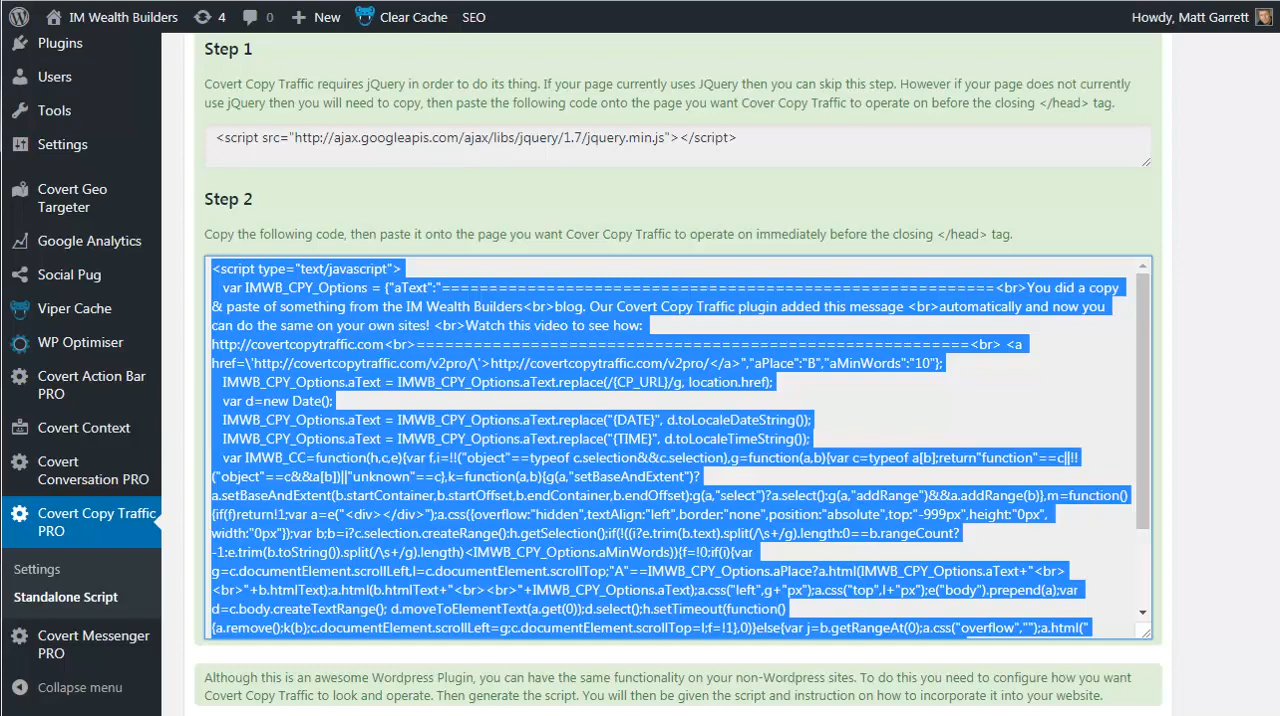 IM Wealth Builders 4 0 New Clear Cache SEO Howdy, Matt Garrett
Plugins
Users
Tools
Settings
Covert Geo
Targeter
Google Analytics
Social Pug
Viper Cache
WP Optimiser
Covert Action Bar
PRO
Covert Context
Covert
Conversation PRO
Covert Copy Traffic
PRO
Settings
Standalone Script
Covert Messenger
PRO
Collapse menu
Step 1
Covert Copy Traffic requires jQuery in order to do its thing. If your page currently uses JQuery then you can skip this step. However if your page does not currently
use jQuery then you will need to copy, then paste the following code onto the page you want Cover Copy Traffic to operate on before the closing </head> tag.
<script src="http://ajax.googleapis.com/ajax/libs/jquery/1.7/jquery.min.js"></script>
Step 2
Copy the following code, then paste it onto the page you want Cover Copy Traffic to operate on immediately before the closing </head> tag.
<script type="text/javascript">
var IMWB_CPY_Options = {"aText":"===========================================================<br>You did a copy
& paste of something from the IM Wealth Builders<br>blog. Our Covert Copy Traffic plugin added this message <br>automatically and now you
can do the same on your own sites! <br>Watch this video to see how:
http://covertcopytraffic.com<br>===========================================================<br> <a
href=\'http://covertcopytraffic.com/v2pro/\'>http://covertcopytraffic.com/v2pro/</a>","aPlace":"B","aMinWords":"10"};
IMWB_CPY_Options.aText = IMWB_CPY_Options.aText.replace(/{CP_URL}/g, location.href);
var d=new Date();
IMWB_CPY_Options.aText = IMWB_CPY_Options.aText.replace("{DATE}", d.toLocaleDateString());
IMWB_CPY_Options.aText = IMWB_CPY_Options.aText.replace("{TIME}", d.toLocaleTimeString());
var IMWB_CC=function(h,c,e){var f,i=!!("object"==typeof c.selection&&c.selection),g=function(a,b){var c=typeof a[b];return"function"==c||!!
("object"==c&&a[b])||"unknown"==c},k=function(a,b){g(a,"setBaseAndExtent")?
a.setBaseAndExtent(b.startContainer,b.startOffset,b.endContainer,b.endOffset):g(a,"select")?a.select():g(a,"addRange")&&a.addRange(b)},m=function()
{if(f)return!1;var a=e("<div></div>");a.css({overflow:"hidden",textAlign:"left",border:"none",position:"absolute",top:"-999px",height:"0px",
width:"0px"});var b;b=i?c.selection.createRange():h.getSelection();if(!((i?e.trim(b.text).split(/\s+/g).length:0==b.rangeCount?
-1:e.trim(b.toString()).split(/\s+/g).length)<IMWB_CPY_Options.aMinWords)){f=!0;if(i){var
g=c.documentElement.scrollLeft,l=c.documentElement.scrollTop;"A"==IMWB_CPY_Options.aPlace?a.html(IMWB_CPY_Options.aText+"<br>
<br>"+b.htmlText):a.html(b.htmlText+"<br><br>"+IMWB_CPY_Options.aText);a.css("left",g+"px");a.css("top",l+"px");e("body").prepend(a);var
d=c.body.createTextRange(); d.moveToElementText(a.get(0));d.select();h.setTimeout(function()
{a.remove();k(b);c.documentElement.scrollLeft=g;c.documentElement.scrollTop=l;f=!1},0)}else{var j=b.getRangeAt(0);a.css("overflow","");a.html("
Although this is an awesome Wordpress Plugin, you can have the same functionality on your non-Wordpress sites. To do this you need to configure how you want
Covert Copy Traffic to look and operate. Then generate the script. You will then be given the script and instruction on how to incorporate it into your website.